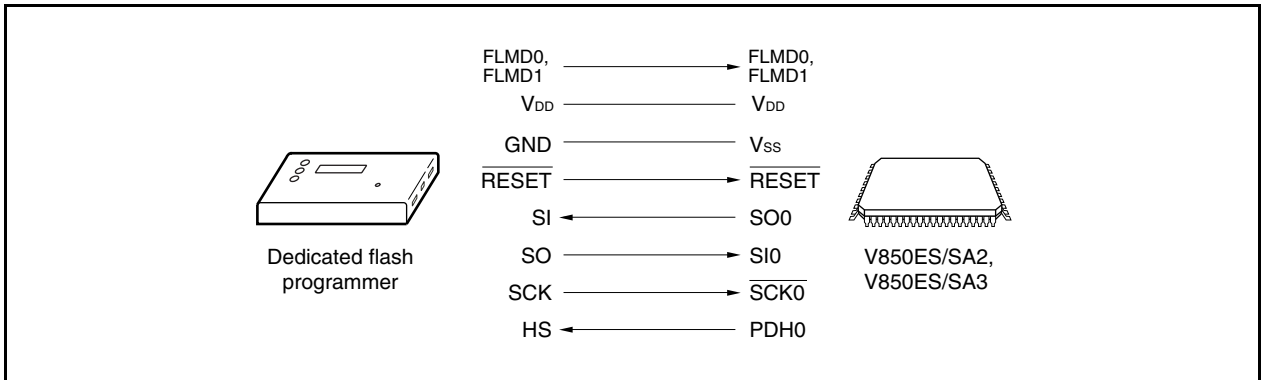 FLMD0,
FLMD1
FLMD0,
FLMD1
VDD
VDD
GND
VSS
RESET
RESET
SI
SO0
SO
SI0
SCK
SCK0
HS
PDH0
Dedicated flash
programmer
V850ES/SA2,
V850ES/SA3